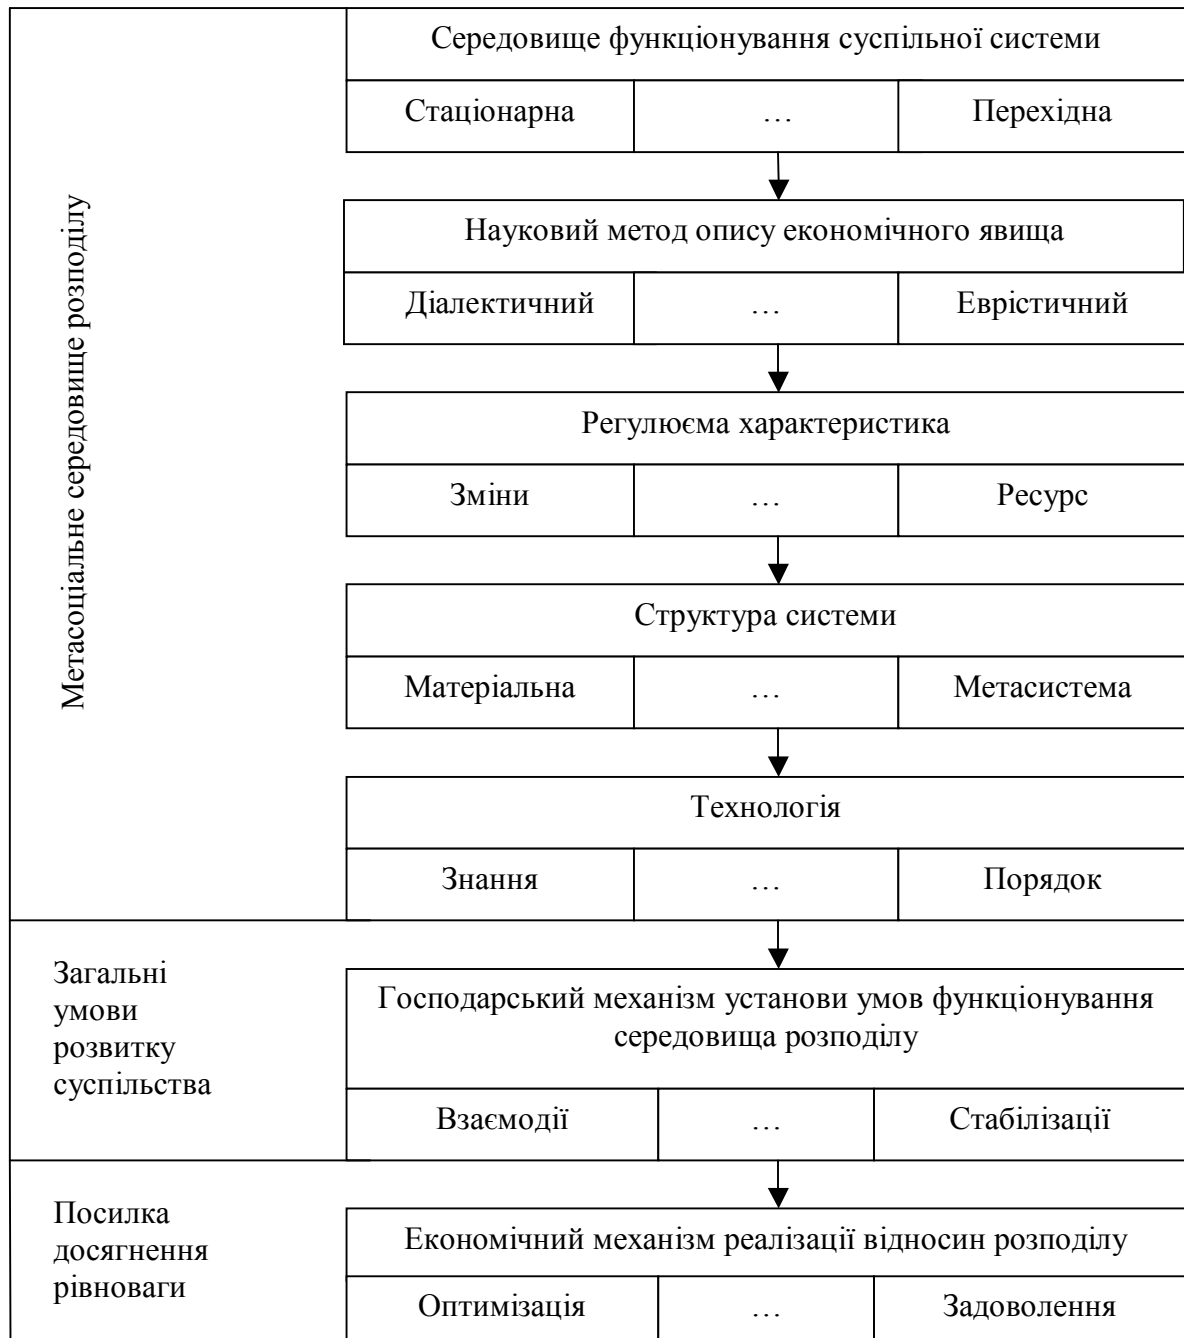 Середовище функціонування суспільної системи
Стаціонарна … Перехідна
Метасоціальне середовище розподілу
Науковий метод опису економічного явища
Діалектичний … Еврістичний
Регулюєма характеристика
Зміни … Ресурс
Структура системи
Матеріальна … Метасистема
Технологія
Знання … Порядок
Загальні
умови
розвитку
суспільства
Господарський механізм установи умов функціонування
середовища розподілу
Взаємодії … Стабілізації
Посилка
досягнення
рівноваги
Економічний механізм реалізації відносин розподілу
Оптимізація … Задоволення